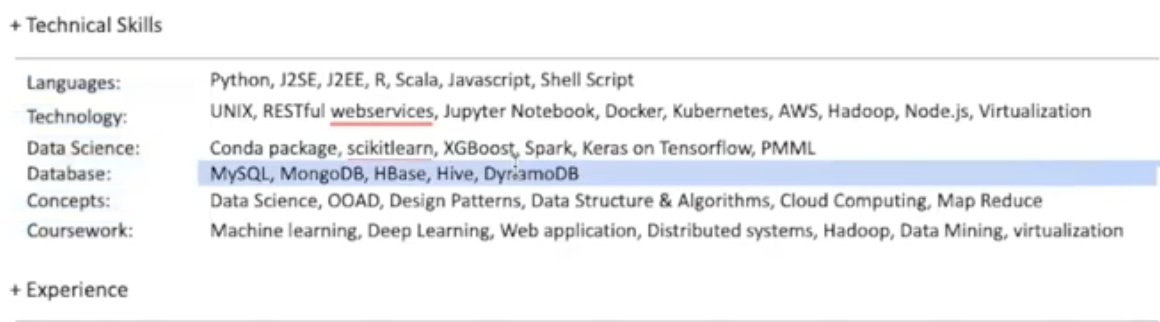 + Technical Skills
Languages: Python, J2SE, J2EE, R, Scala, Javascript, Shell Script
Technology: UNIX, RESTful webservices, Jupyter Notebook, Docker, Kubernetes, AWS, Hadoop, Node.js, Virtualization
Data Science: Conda package, scikitlearn, XGBoost, Spark, Keras on Tensorflow, PMML
Database: MySQL, MongoDB, HBase, Hive, DynamoDB
Concepts: Data Science, OOAD, Design Patterns, Data Structure & Algorithms, Cloud Computing, Map Reduce
Coursework: Machine learning, Deep Learning, Web application, Distributed systems, Hadoop, Data Mining, virtualization
+ Experience